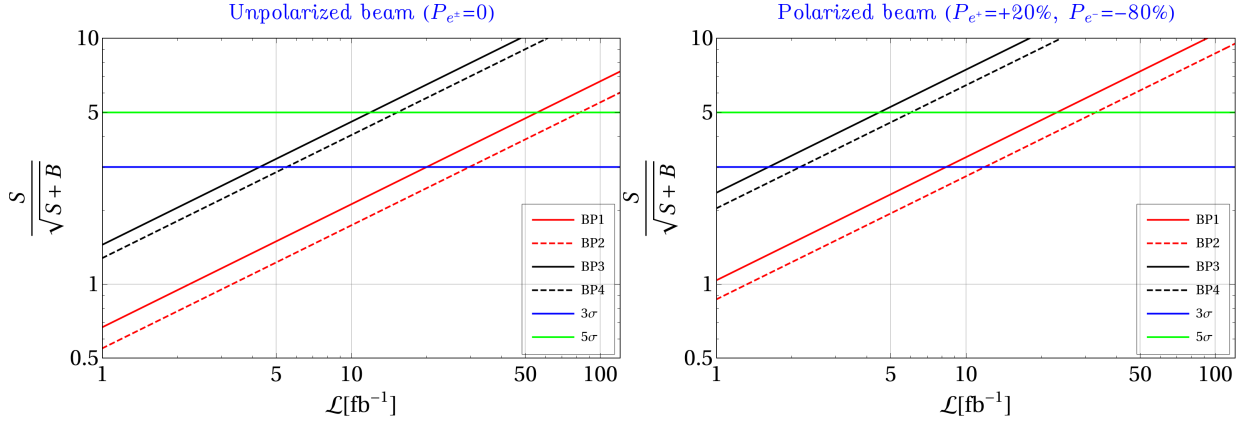 Unpolarized beam (P_{e^±}=0)
10
5
1
0.5
S
√S + B
1
5
10
50
100
ℒ[fb⁻¹]
BP1
BP2
BP3
BP4
3σ
5σ
Polarized beam (P_{e⁺}=+20%, P_{e⁻}=−80%)
10
5
1
0.5
S
√S + B
1
5
10
50
100
ℒ[fb⁻¹]
BP1
BP2
BP3
BP4
3σ
5σ